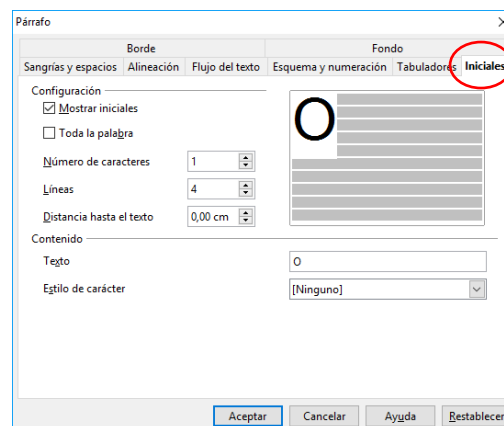 Párrafo
Borde Fondo
Sangrías y espacios Alineación Flujo del texto Esquema y numeración Tabuladores Iniciales
Configuración
Mostrar iniciales
Toda la palabra
Número de caracteres 1
Líneas 4
Distancia hasta el texto 0,00 cm
O
Contenido
Texto O
Estilo de carácter [Ninguno]
Aceptar Cancelar Ayuda Restablecer